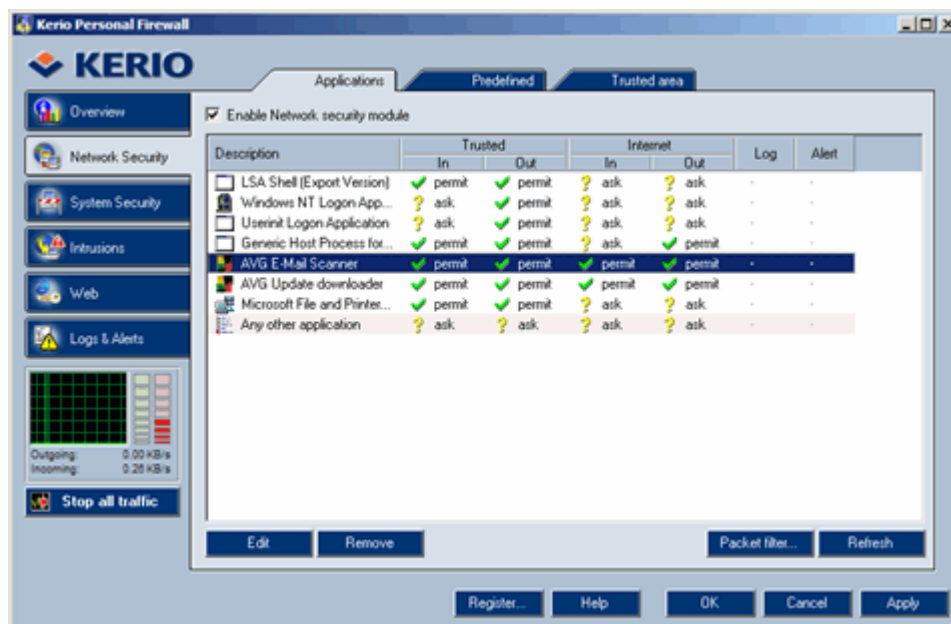 Kerio Personal Firewall
KERIO
Applications Predefined Trusted area
Overview
Network Security
System Security
Intrusions
Web
Logs & Alerts
Outgoing: 0.00 KB/s
Incoming: 0.26 KB/s
Stop all traffic
Enable Network security module
Description Trusted Internet Log Alert
In Out In Out
LSA Shell (Export Version) permit permit ask ask
Windows NT Logon App... ask permit ask ask
Userinit Logon Application ask permit ask ask
Generic Host Process for... permit permit ask permit
AVG E-Mail Scanner permit permit permit permit
AVG Update downloader permit permit permit permit
Microsoft File and Printer... permit permit ask ask
Any other application ask ask ask ask
Edit Remove Packet filter... Refresh
Register... Help OK Cancel Apply